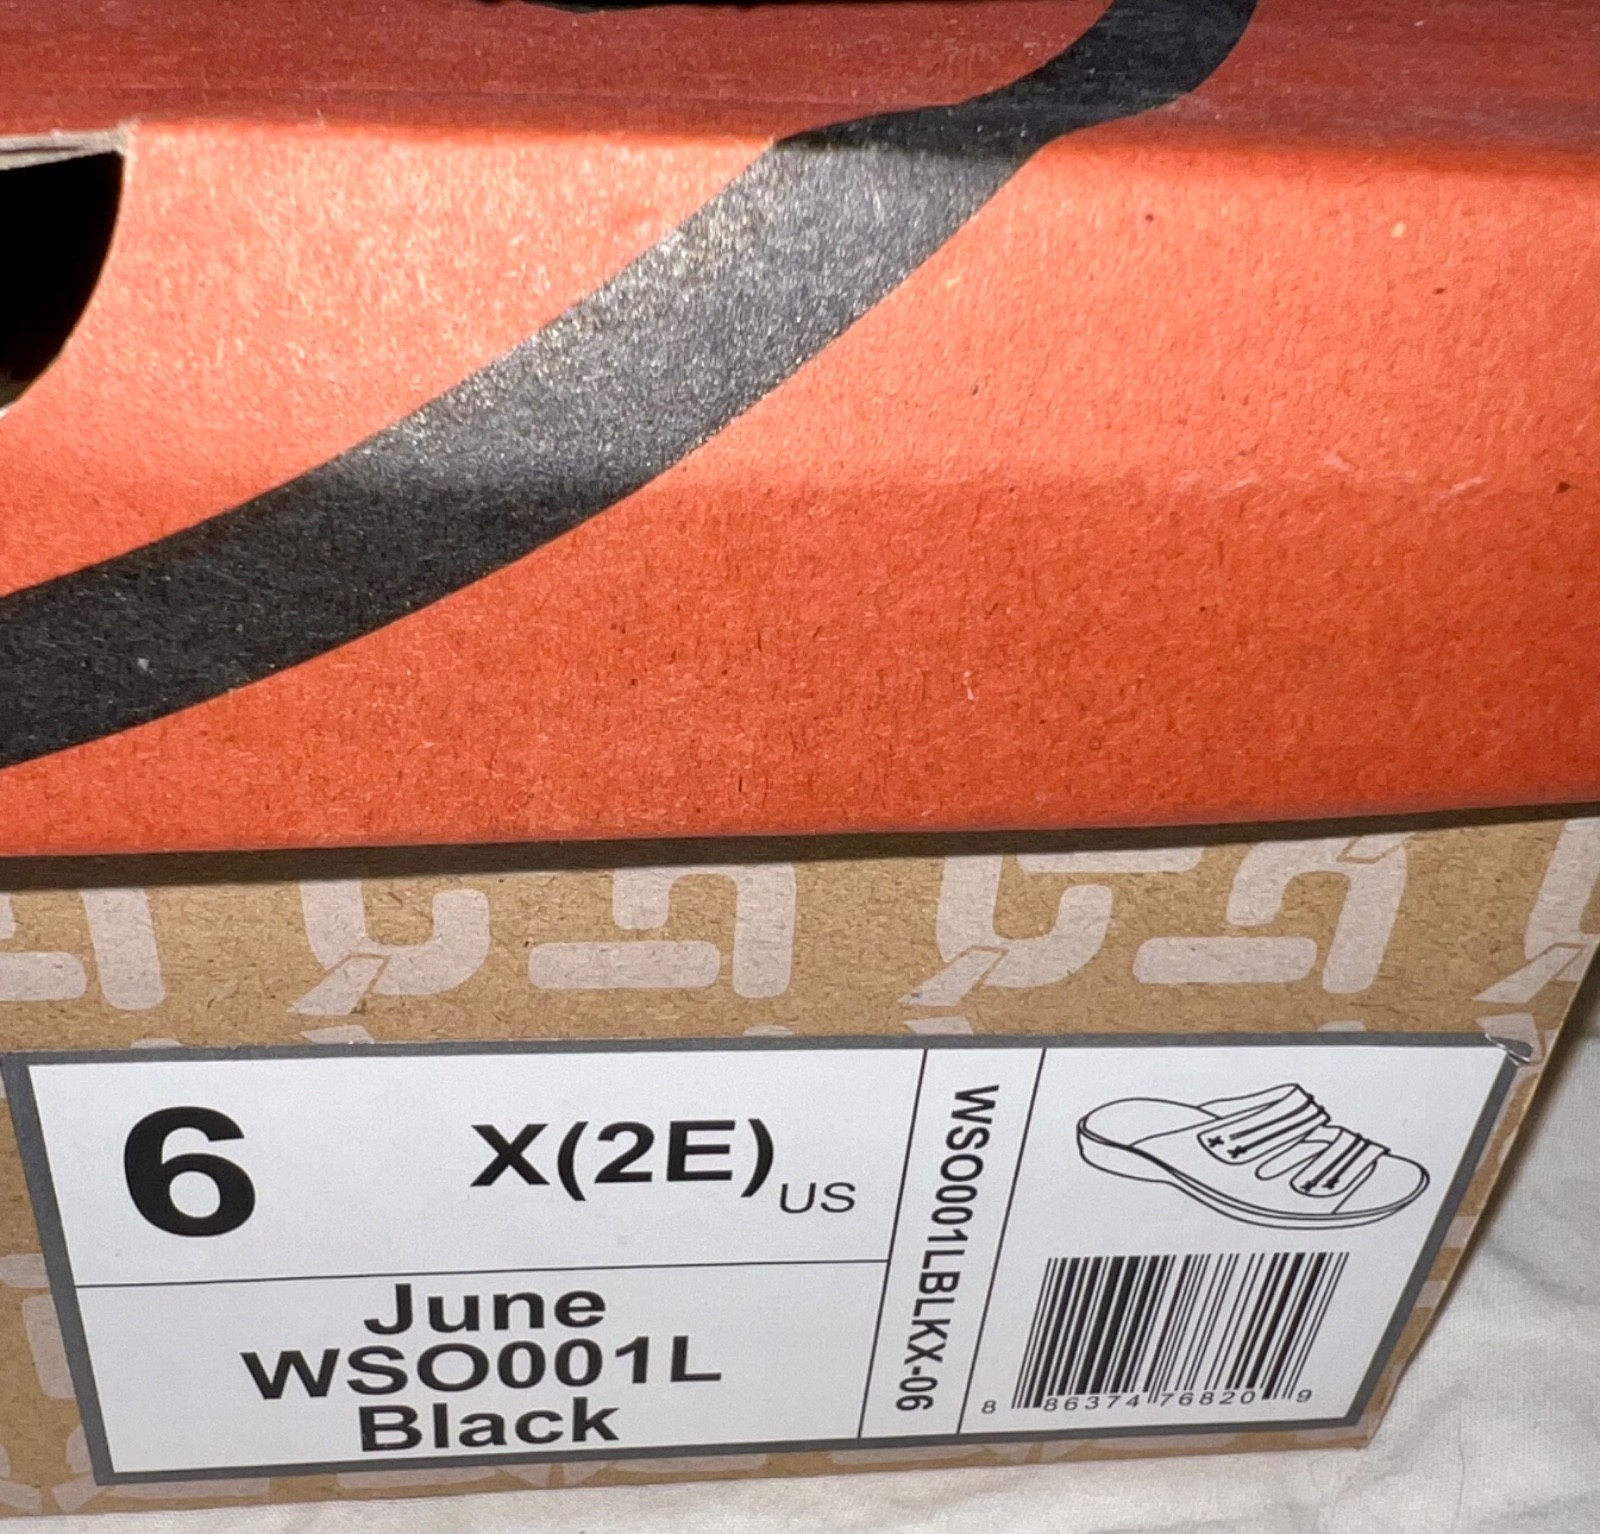 6 X(2E) US
June
WSO001L
Black
WSO001LBLKX-06
8 86374 76820 9